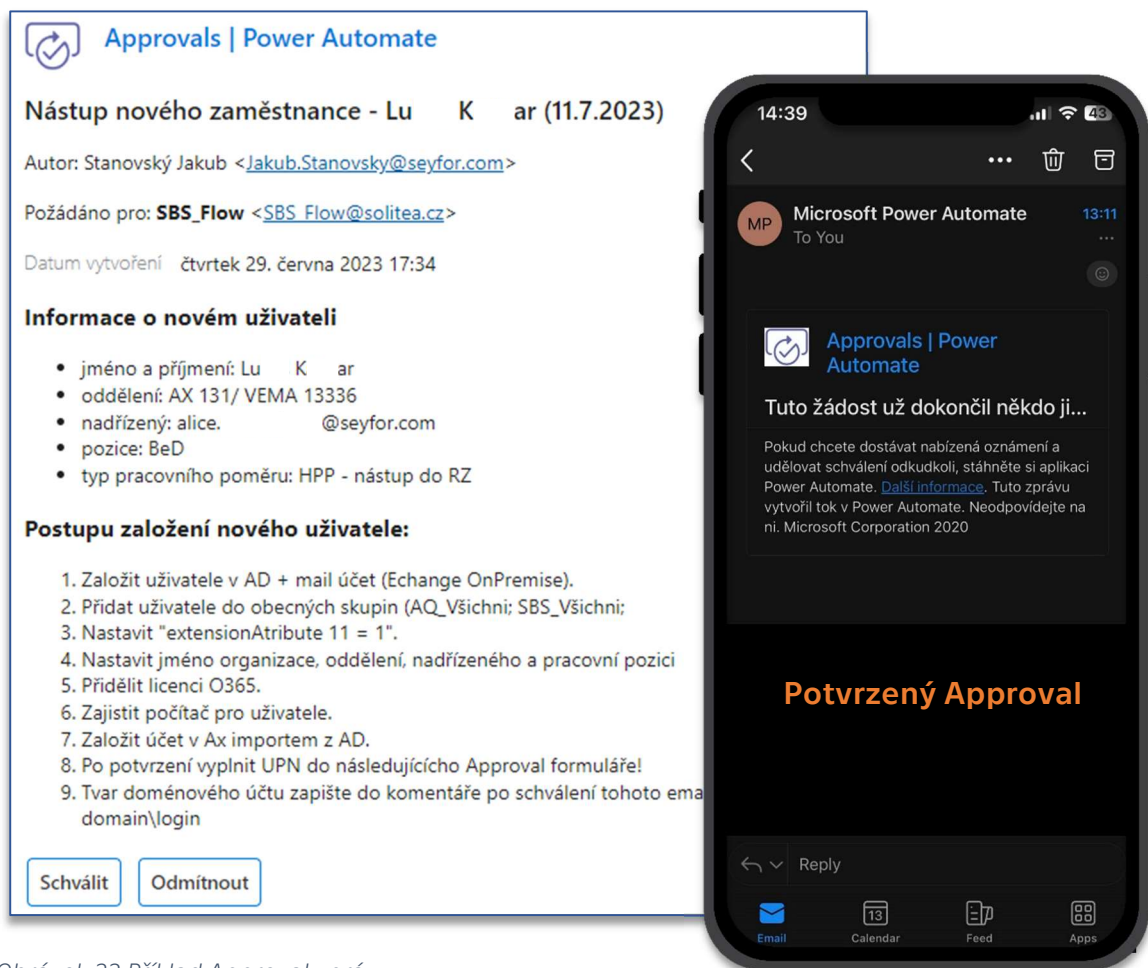 Approvals | Power Automate
Nástup nového zaměstnance - Lu K ar (11.7.2023)
Autor: Stanovský Jakub <Jakub.Stanovsky@seyfor.com>
Požádáno pro: SBS_Flow <SBS_Flow@solitea.cz>
Datum vytvoření čtvrtek 29. června 2023 17:34
Informace o novém uživateli
• jméno a příjmení: Lu K ar
• oddělení: AX 131/ VEMA 13336
• nadřízený: alice. @seyfor.com
• pozice: BeD
• typ pracovního poměru: HPP - nástup do RZ
Postupu založení nového uživatele:
1. Založit uživatele v AD + mail účet (Echange OnPremise).
2. Přidat uživatele do obecných skupin (AQ_Všichni; SBS_Všichni;
3. Nastavit "extensionAtribute 11 = 1".
4. Nastavit jméno organizace, oddělení, nadřízeného a pracovní pozici
5. Přidělit licenci O365.
6. Zajistit počítač pro uživatele.
7. Založit účet v Ax importem z AD.
8. Po potvrzení vyplnit UPN do následujícícho Approval formuláře!
9. Tvar doménového účtu zapište do komentáře po schválení tohoto ema
domain\login
Schválit Odmítnout
14:39 43
MP Microsoft Power Automate 13:11
To You
Approvals | Power
Automate
Tuto žádost už dokončil někdo ji...
Pokud chcete dostávat nabízená oznámení a
udělovat schválení odkudkoli, stáhněte si aplikaci
Power Automate. Další informace. Tuto zprávu
vytvořil tok v Power Automate. Neodpovídejte na
ni. Microsoft Corporation 2020
Potvrzený Approval
Reply
13
Email Calendar Feed Apps